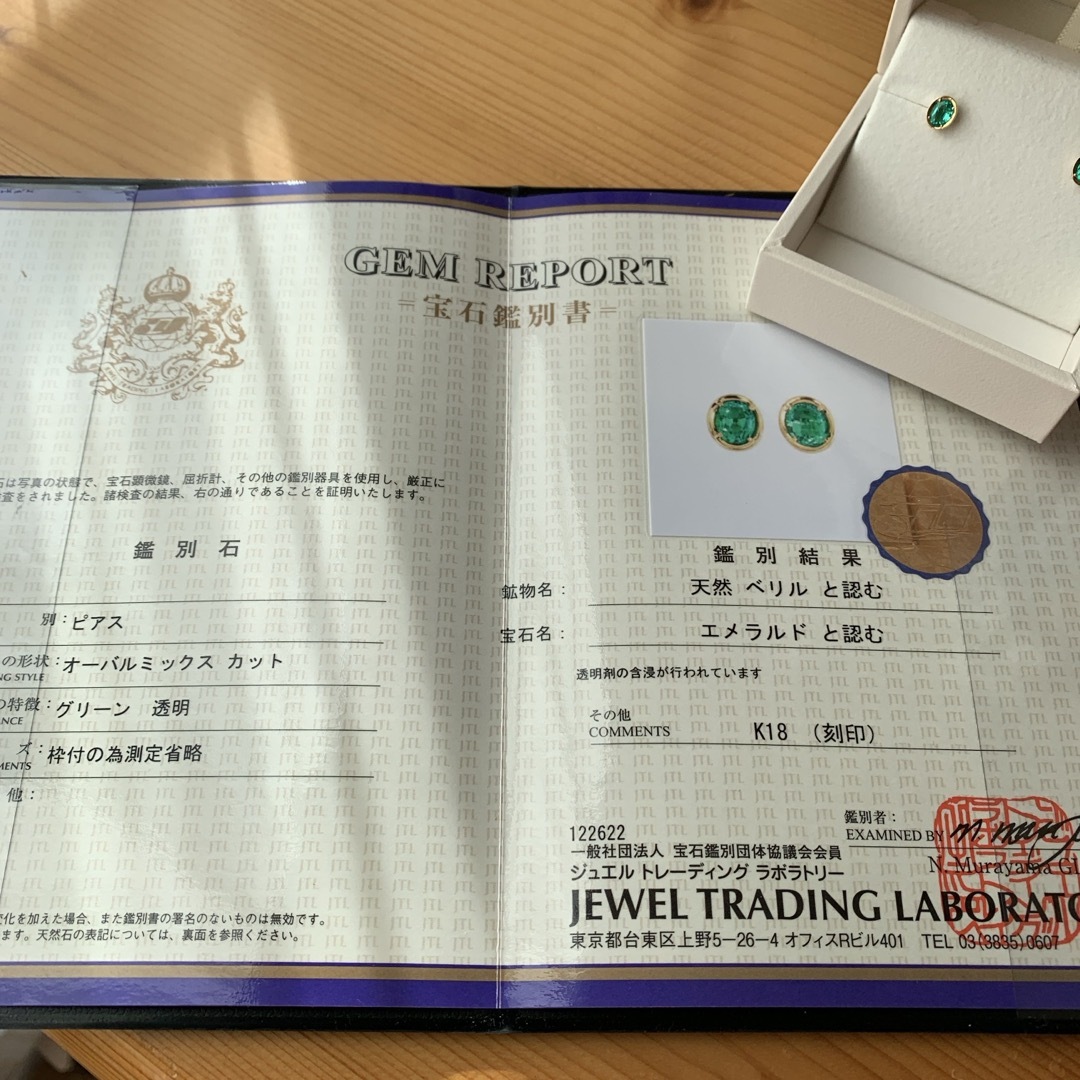 GEM REPORT
=宝石鑑別書=
石は写真の状態で、宝石顕微鏡、屈折計、その他の鑑別器具を使用し、厳正に
検査をされました。諸検査の結果、右の通りであることを証明いたします。
鑑別石
別：ピアス
の形状：オーバルミックス カット
NG STYLE
の特徴：グリーン 透明
ANCE
ズ：枠付の為測定省略
MENTS
他：
変化を加えた場合、また鑑別書の署名のないものは無効です。
ます。天然石の表記については、裏面を参照ください。
鑑別結果
鉱物名： 天然 ベリル と認む
宝石名： エメラルド と認む
透明剤の含浸が行われています
その他
COMMENTS K18 （刻印）
鑑別者：
EXAMINED BY
N. Murayama
122622
一般社団法人 宝石鑑別団体協議会会員
ジュエル トレーディング ラボラトリー
JEWEL TRADING LABORATO
東京都台東区上野5-26-4 オフィスRビル401 TEL 03(3835)0607